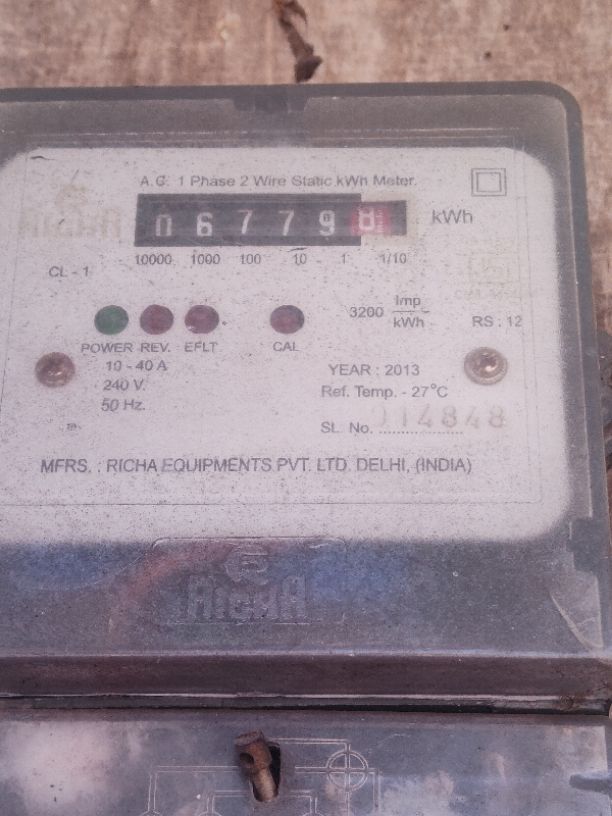 A.C. 1 Phase 2 Wire Static kWh Meter.
RICHA
0 6 7 7 9 8 kWh
10000 1000 100 10 1 1/10
CL - 1
3200 Imp/kWh
RS : 12
POWER REV. EFLT CAL
10 - 40 A
240 V.
50 Hz.
YEAR : 2013
Ref. Temp. - 27°C
SL. No. 014848
MFRS. : RICHA EQUIPMENTS PVT. LTD. DELHI, (INDIA)
RICHA